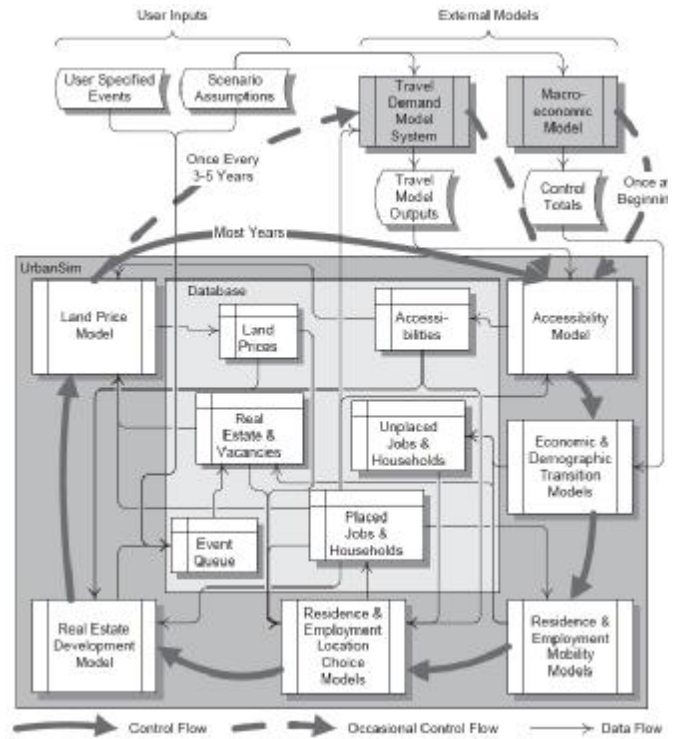 User Inputs
External Models
User Specified
Events
Scenario
Assumptions
Travel
Demand
Model
System
Macro-
economic
Model
Once Every
3-5 Years
Travel
Model
Outputs
Control
Totals
Once a
Beginnin
Most Years
UrbanSim
Database
Land Price
Model
Land
Prices
Accessi-
bilities
Accessibility
Model
Real
Estate &
Vacancies
Unplaced
Jobs &
Households
Economic &
Demographic
Transition
Models
Placed
Jobs &
Households
Event
Queue
Real Estate
Development
Model
Residence &
Employment
Location
Choice
Models
Residence &
Employment
Mobility
Models
Control Flow
Occasional Control Flow
Data Flow